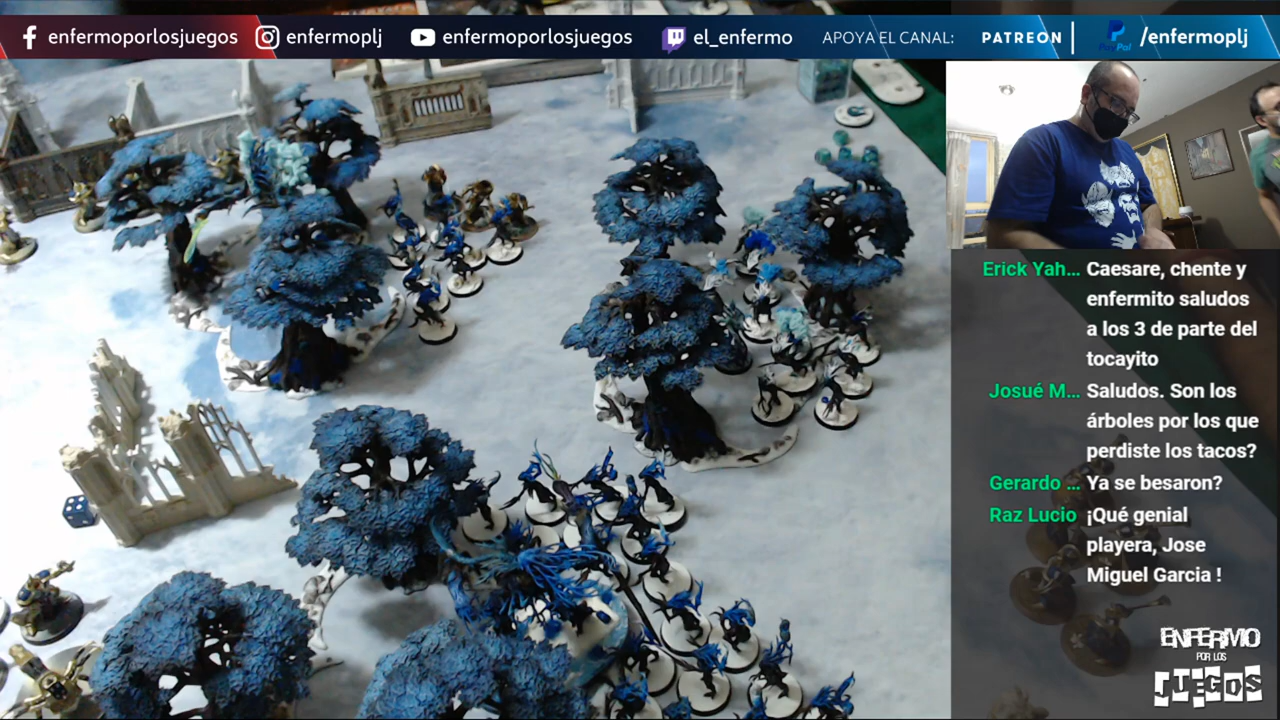 enfermoporlosjuegos enfermoplj enfermoporlosjuegos el_enfermo APOYA EL CANAL: PATREON PayPal /enfermoplj
Erick Yah... Caesare, chente y
enfermito saludos
a los 3 de parte del
tocayito
Josué M... Saludos. Son los
árboles por los que
perdiste los tacos?
Gerardo ... Ya se besaron?
Raz Lucio ¡Qué genial
playera, Jose
Miguel Garcia !
ENFERMO
POR LOS
JUEGOS